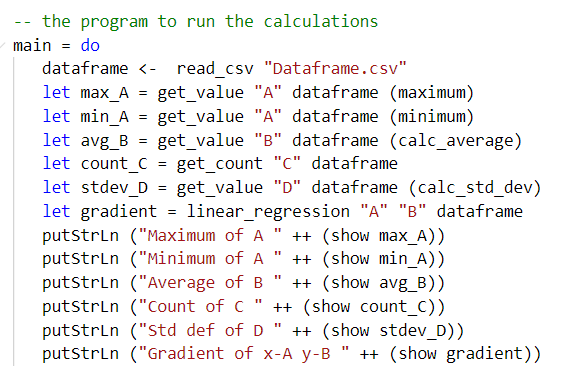 -- the program to run the calculations
main = do
dataframe <-  read_csv "Dataframe.csv"
let max_A = get_value "A" dataframe (maximum)
let min_A = get_value "A" dataframe (minimum)
let avg_B = get_value "B" dataframe (calc_average)
let count_C = get_count "C" dataframe
let stdev_D = get_value "D" dataframe (calc_std_dev)
let gradient = linear_regression "A" "B" dataframe
putStrLn ("Maximum of A " ++ (show max_A))
putStrLn ("Minimum of A " ++ (show min_A))
putStrLn ("Average of B " ++ (show avg_B))
putStrLn ("Count of C " ++ (show count_C))
putStrLn ("Std def of D " ++ (show stdev_D))
putStrLn ("Gradient of x-A y-B " ++ (show gradient))